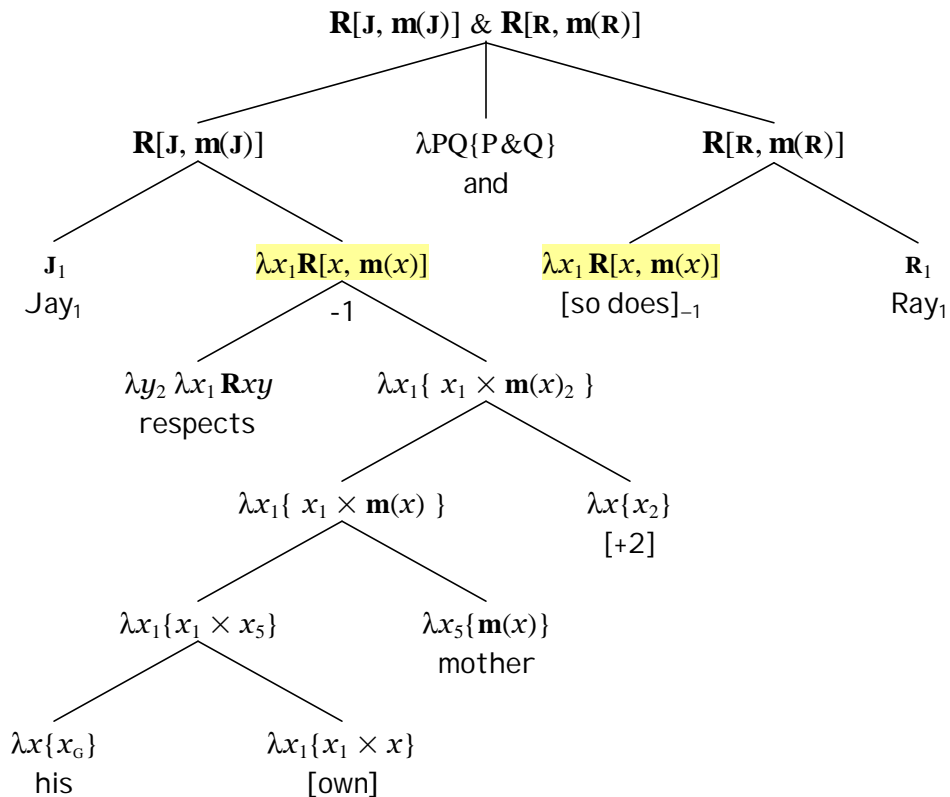 R[J, m(J)] & R[R, m(R)]
R[J, m(J)] λPQ{P&Q} R[R, m(R)]
and
J₁ λx₁R[x, m(x)] λx₁ R[x, m(x)] R₁
Jay₁ -1 [so does]₋₁ Ray₁
λy₂ λx₁ Rxy λx₁{ x₁ × m(x)₂ }
respects
λx₁{ x₁ × m(x) } λx{x₂}
[+2]
λx₁{x₁ × x₅} λx₅{m(x)}
mother
λx{x_G} λx₁{x₁ × x}
his [own]